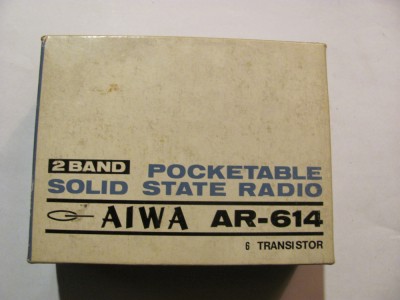 2 BAND POCKETABLE
SOLID STATE RADIO
AIWA AR-614
6 TRANSISTOR